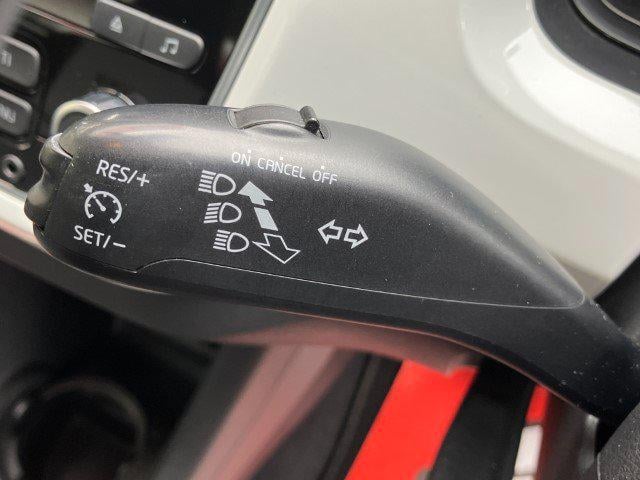 ON CANCEL OFF
RES/+
SET/-